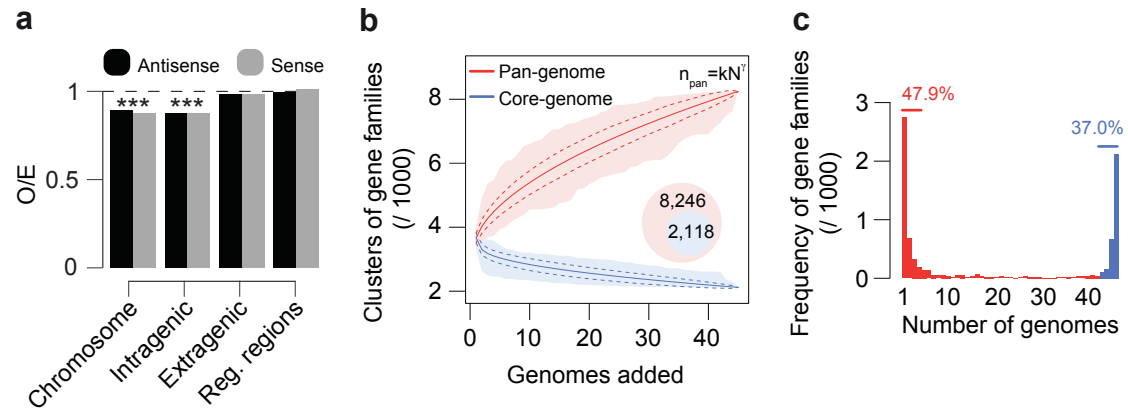 a
Antisense
Sense
O/E
1
0.5
0
***
***
Chromosome
Intragenic
Extragenic
Reg. regions
b
Clusters of gene families
(/ 1000)
Pan-genome
Core-genome
n_pan=kN^γ
8
6
4
2
8,246
2,118
0 10 20 30 40
Genomes added
c
Frequency of gene families
(/ 1000)
47.9%
37.0%
3
2
1
0
1 10 20 30 40
Number of genomes